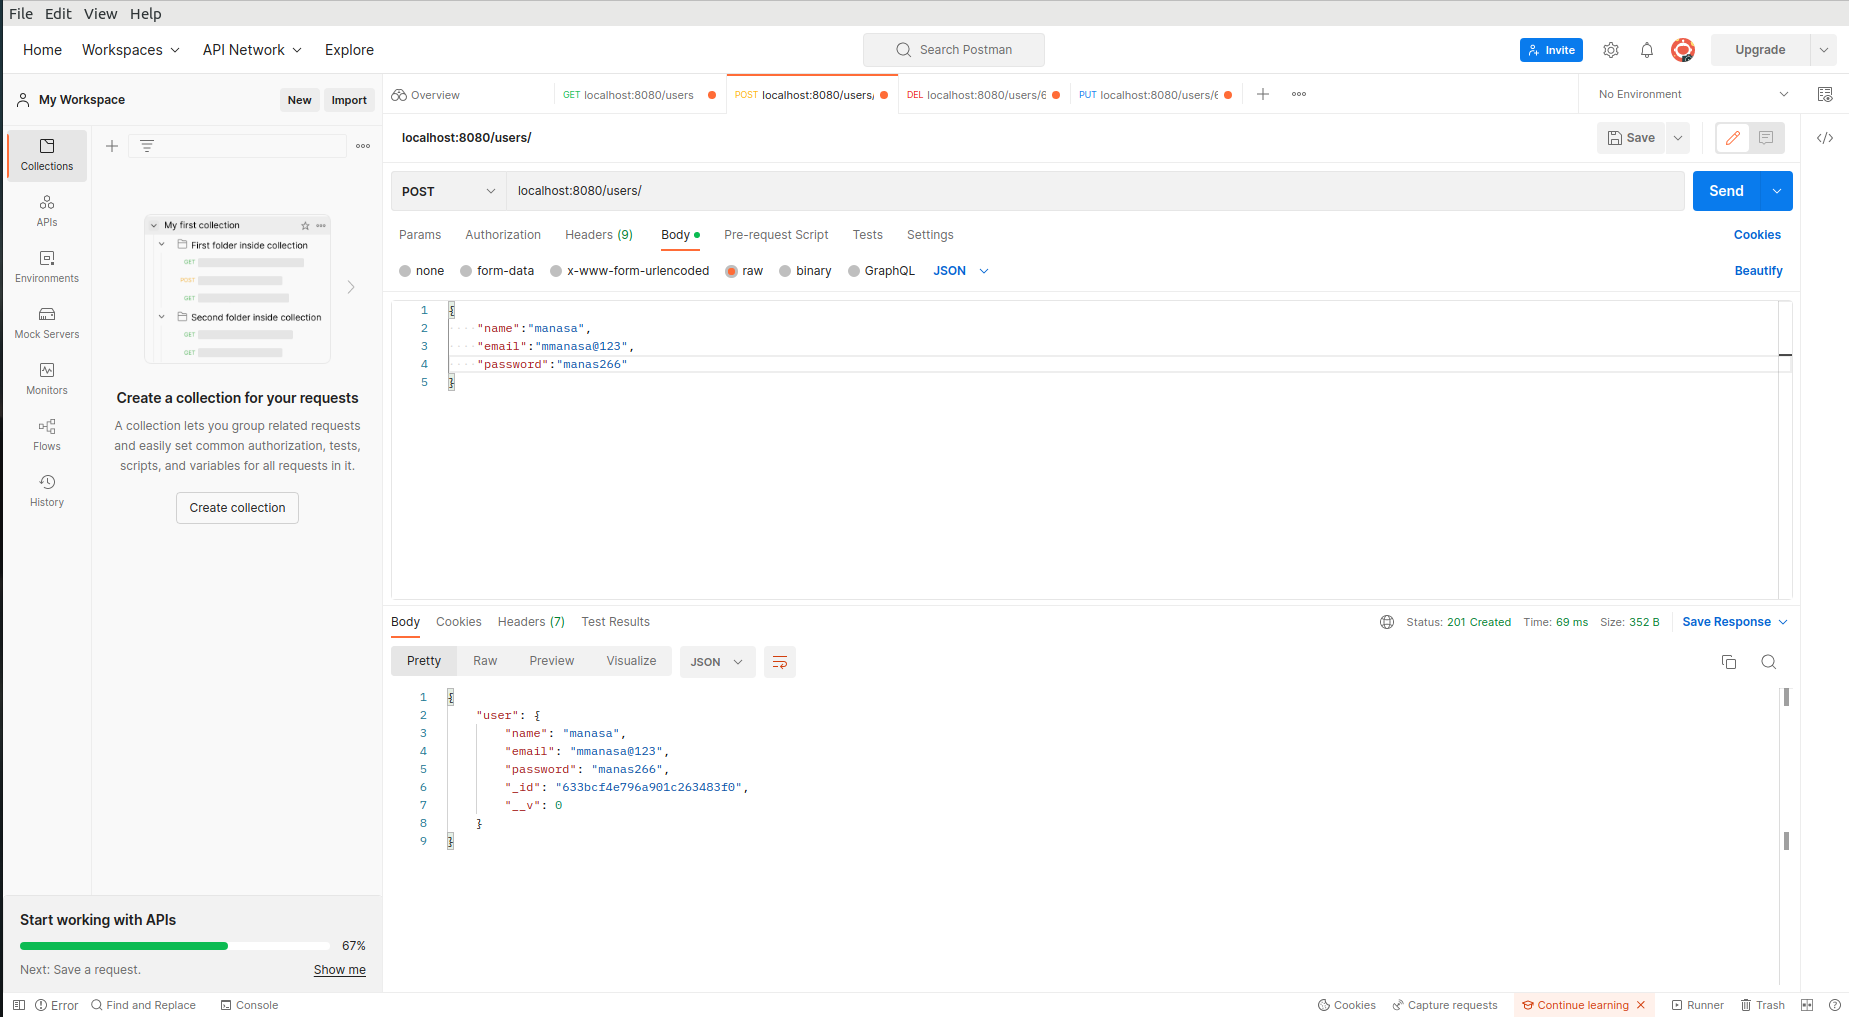 File Edit View Help
Home Workspaces API Network Explore
Search Postman
Invite
Upgrade
My Workspace
New Import
Overview
GET localhost:8080/users
POST localhost:8080/users/
DEL localhost:8080/users/6
PUT localhost:8080/users/6
No Environment
Collections
APIs
Environments
Mock Servers
Monitors
Flows
History
My first collection
First folder inside collection
GET
POST
GET
Second folder inside collection
GET
GET
Create a collection for your requests
A collection lets you group related requests
and easily set common authorization, tests,
scripts, and variables for all requests in it.
Create collection
localhost:8080/users/
Save
POST localhost:8080/users/
Send
Params Authorization Headers (9) Body Pre-request Script Tests Settings
Cookies
none form-data x-www-form-urlencoded raw binary GraphQL JSON
Beautify
1 {
2 "name":"manasa",
3 "email":"mmanasa@123",
4 "password":"manas266"
5 }
Body Cookies Headers (7) Test Results
Status: 201 Created Time: 69 ms Size: 352 B Save Response
Pretty Raw Preview Visualize JSON
1 {
2 "user": {
3 "name": "manasa",
4 "email": "mmanasa@123",
5 "password": "manas266",
6 "_id": "633bcf4e796a901c263483f0",
7 "__v": 0
8 }
9 }
Start working with APIs
67%
Next: Save a request. Show me
Error Find and Replace Console
Cookies Capture requests Continue learning Runner Trash